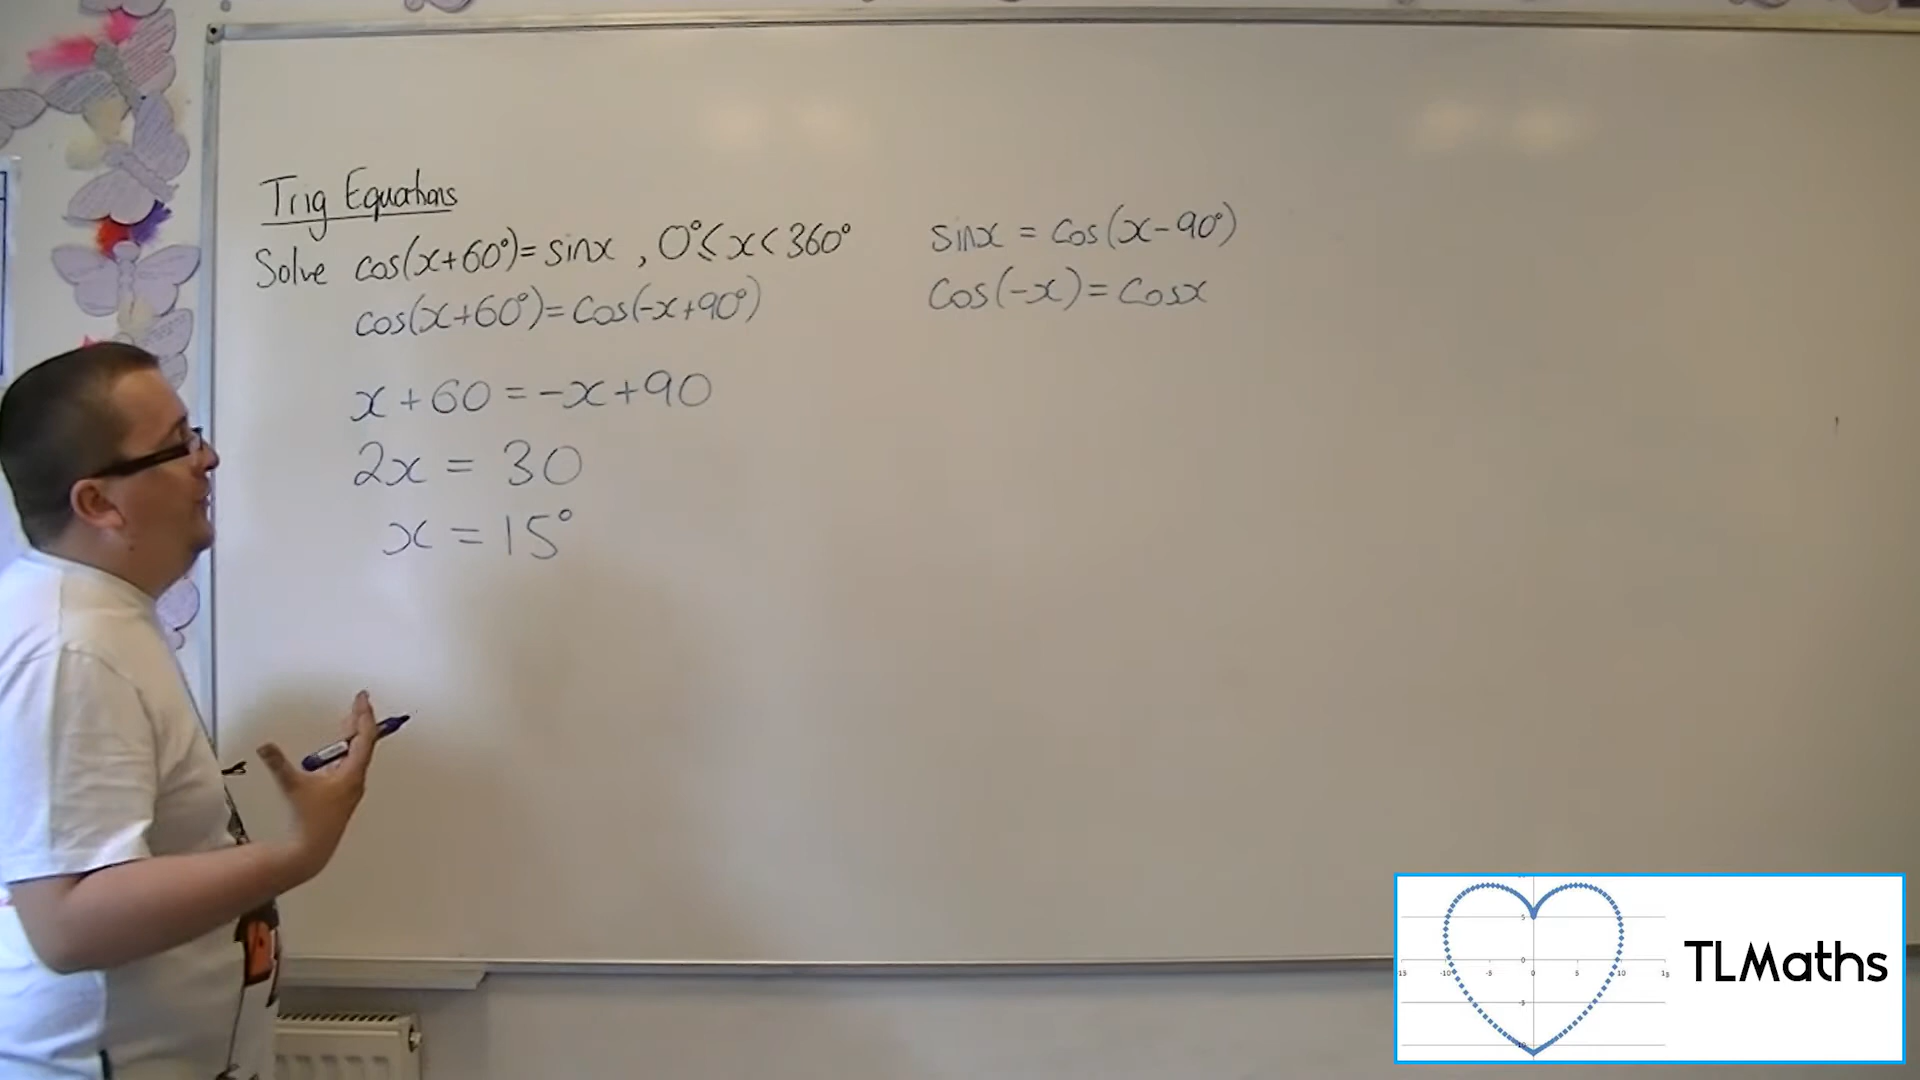 Trig Equations
Solve cos(x+60°)=sinx , 0°≤x<360°
cos(x+60°)=cos(-x+90°)
x+60=-x+90
2x = 30
x = 15°
sinx = cos(x-90°)
cos(-x)=cosx
TLMaths